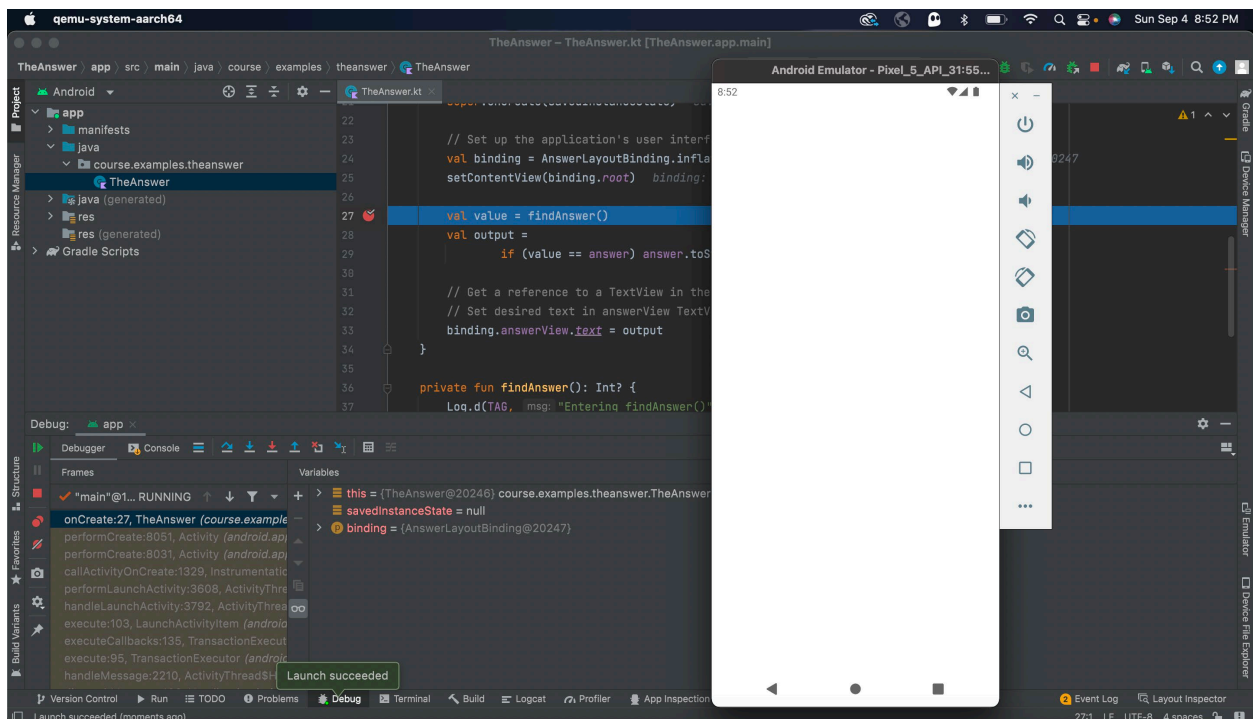 qemu-system-aarch64
Sun Sep 4 8:52 PM
TheAnswer – TheAnswer.kt [TheAnswer.app.main]
TheAnswer app src main java course examples theanswer TheAnswer
Android Emulator - Pixel_5_API_31:55...
Project
Android
TheAnswer.kt
8:52
app
manifests
java
course.examples.theanswer
TheAnswer
java (generated)
res
res (generated)
Gradle Scripts
Resource Manager
22
23 // Set up the application's user interf
24 val binding = AnswerLayoutBinding.infla
25 setContentView(binding.root) binding:
26
27 val value = findAnswer()
28 val output =
29 if (value == answer) answer.toS
30
31 // Get a reference to a TextView in the
32 // Set desired text in answerView TextV
33 binding.answerView.text = output
34 }
35
36 private fun findAnswer(): Int? {
37 Log.d(TAG, msg: "Entering findAnswer()"
1
0247
Gradle
Device Manager
Emulator
Device File Explorer
Debug: app
Debugger Console
Frames
Variables
"main"@1... RUNNING
onCreate:27, TheAnswer (course.example
performCreate:8051, Activity (android.app
performCreate:8031, Activity (android.app
callActivityOnCreate:1329, Instrumentatic
performLaunchActivity:3608, ActivityThre
handleLaunchActivity:3792, ActivityThrea
execute:103, LaunchActivityItem (android
executeCallbacks:135, TransactionExecut
execute:95, TransactionExecutor (android
handleMessage:2210, ActivityThread$H
this = {TheAnswer@20246} course.examples.theanswer.TheAnswer
savedInstanceState = null
binding = {AnswerLayoutBinding@20247}
Structure
Favorites
Build Variants
Launch succeeded
Version Control Run TODO Problems Debug Terminal Build Logcat Profiler App Inspection
2 Event Log Layout Inspector
Launch succeeded (moments ago)
27:1 LF UTF-8 4 spaces